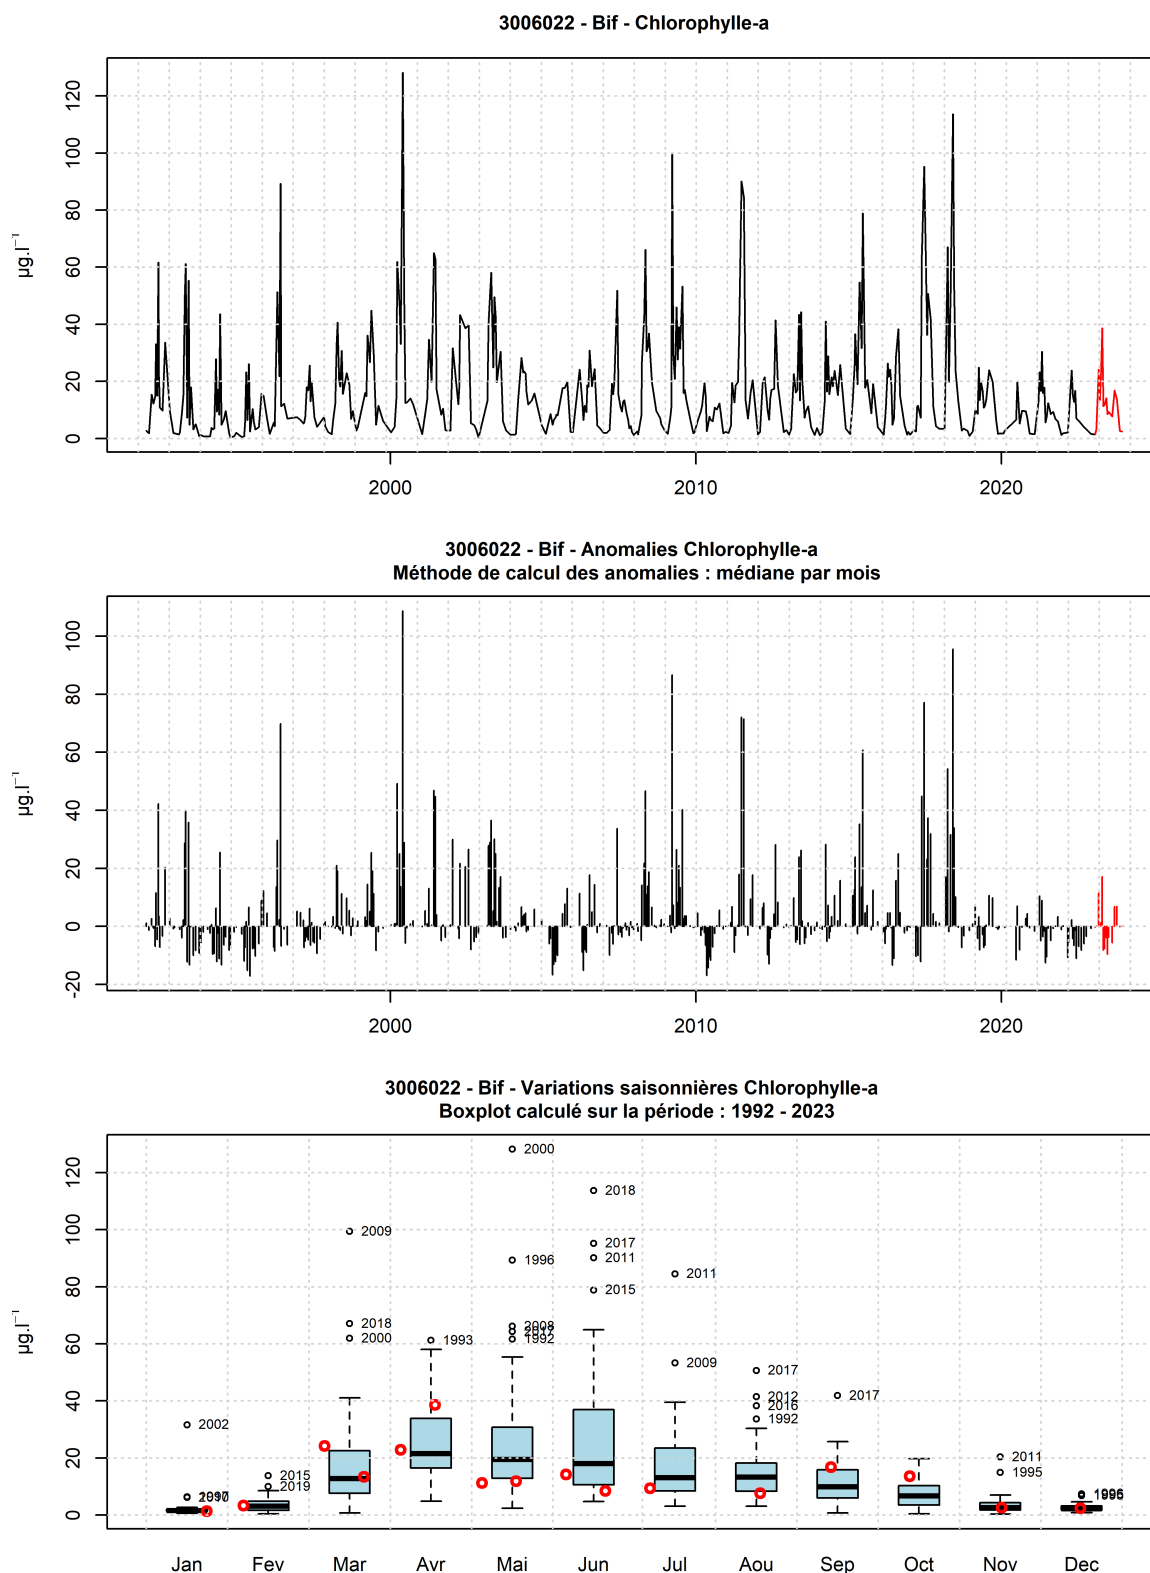 3006022 - Bif - Chlorophylle-a
µg.l⁻¹
0 20 40 60 80 100 120
2000 2010 2020
3006022 - Bif - Anomalies Chlorophylle-a
Méthode de calcul des anomalies : médiane par mois
µg.l⁻¹
-20 0 20 40 60 80 100
2000 2010 2020
3006022 - Bif - Variations saisonnières Chlorophylle-a
Boxplot calculé sur la période : 1992 - 2023
µg.l⁻¹
0 20 40 60 80 100 120
2002
1997
2010
2015
2019
2009
2018
2000
1993
2000
1996
2008
1992
2018
2017
2011
2015
2011
2009
2017
2012
2016
1992
2017
2011
1995
1996
1995
Jan Fev Mar Avr Mai Jun Jul Aou Sep Oct Nov Dec